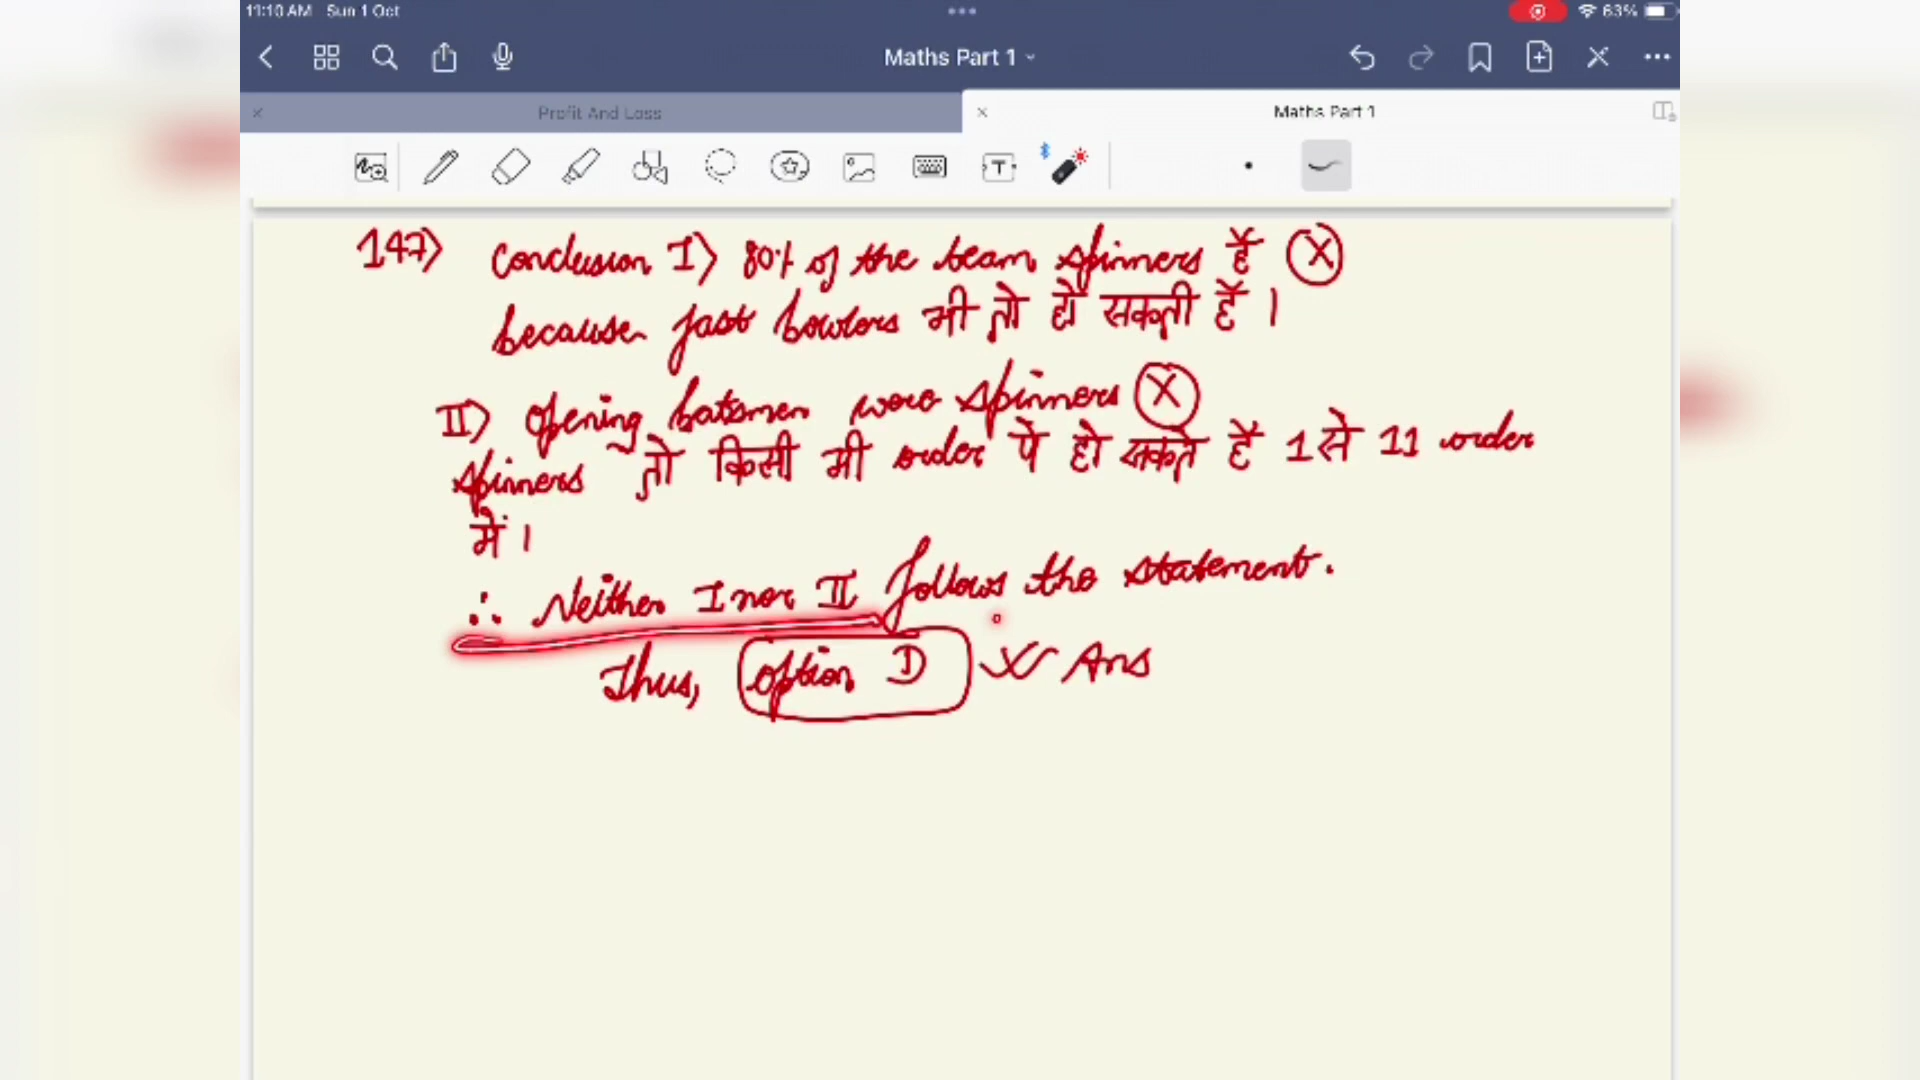 11:10 AM Sun 1 Oct
63%
Maths Part 1
Profit And Loss
Maths Part 1
147) Conclusion I) 80% of the team spinners हैं X
because fast bowlers भी तो हो सकती हैं।
II) Opening batsmen were spinners X
spinners तो किसी भी order पे हो सकते हैं 1 से 11 order
में।
∴ Neither I nor II follows the statement.
Thus, option D Ans